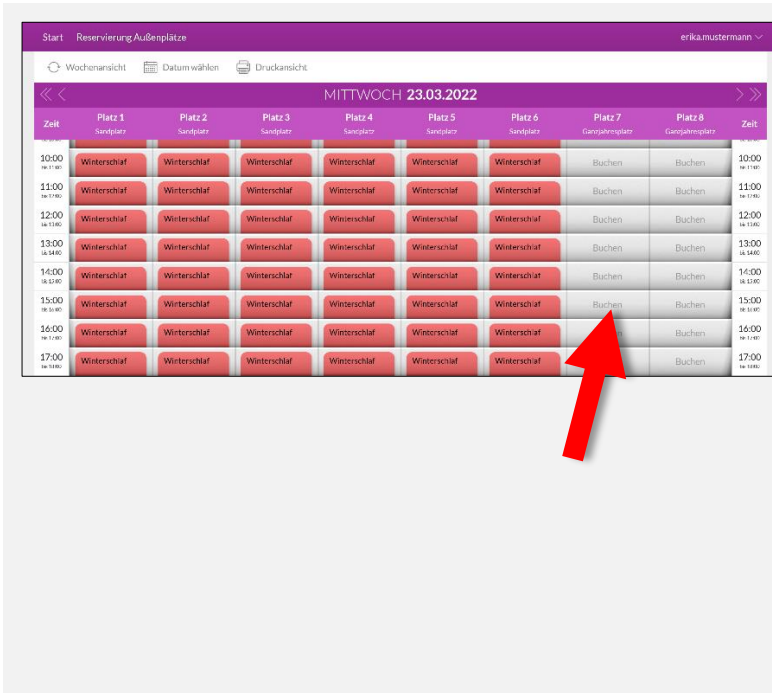 Start Reservierung Außenplätze erika.mustermann
Wochenansicht Datum wählen Druckansicht
MITTWOCH 23.03.2022
Zeit Platz 1 Platz 2 Platz 3 Platz 4 Platz 5 Platz 6 Platz 7 Platz 8 Zeit
Sandplatz Sandplatz Sandplatz Sandplatz Sandplatz Sandplatz Ganzjahresplatz Ganzjahresplatz
10:00 Winterschlaf Winterschlaf Winterschlaf Winterschlaf Winterschlaf Winterschlaf Buchen Buchen 10:00
11:00 Winterschlaf Winterschlaf Winterschlaf Winterschlaf Winterschlaf Winterschlaf Buchen Buchen 11:00
12:00 Winterschlaf Winterschlaf Winterschlaf Winterschlaf Winterschlaf Winterschlaf Buchen Buchen 12:00
13:00 Winterschlaf Winterschlaf Winterschlaf Winterschlaf Winterschlaf Winterschlaf Buchen Buchen 13:00
14:00 Winterschlaf Winterschlaf Winterschlaf Winterschlaf Winterschlaf Winterschlaf Buchen Buchen 14:00
15:00 Winterschlaf Winterschlaf Winterschlaf Winterschlaf Winterschlaf Winterschlaf Buchen Buchen 15:00
16:00 Winterschlaf Winterschlaf Winterschlaf Winterschlaf Winterschlaf Winterschlaf Buchen 16:00
17:00 Winterschlaf Winterschlaf Winterschlaf Winterschlaf Winterschlaf Winterschlaf Buchen 17:00